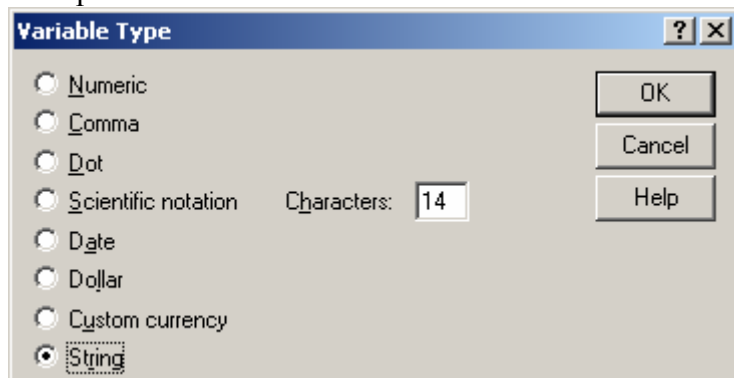 Variable Type
Numeric
Comma
Dot
Scientific notation
Date
Dollar
Custom currency
String
Characters: 14
OK
Cancel
Help